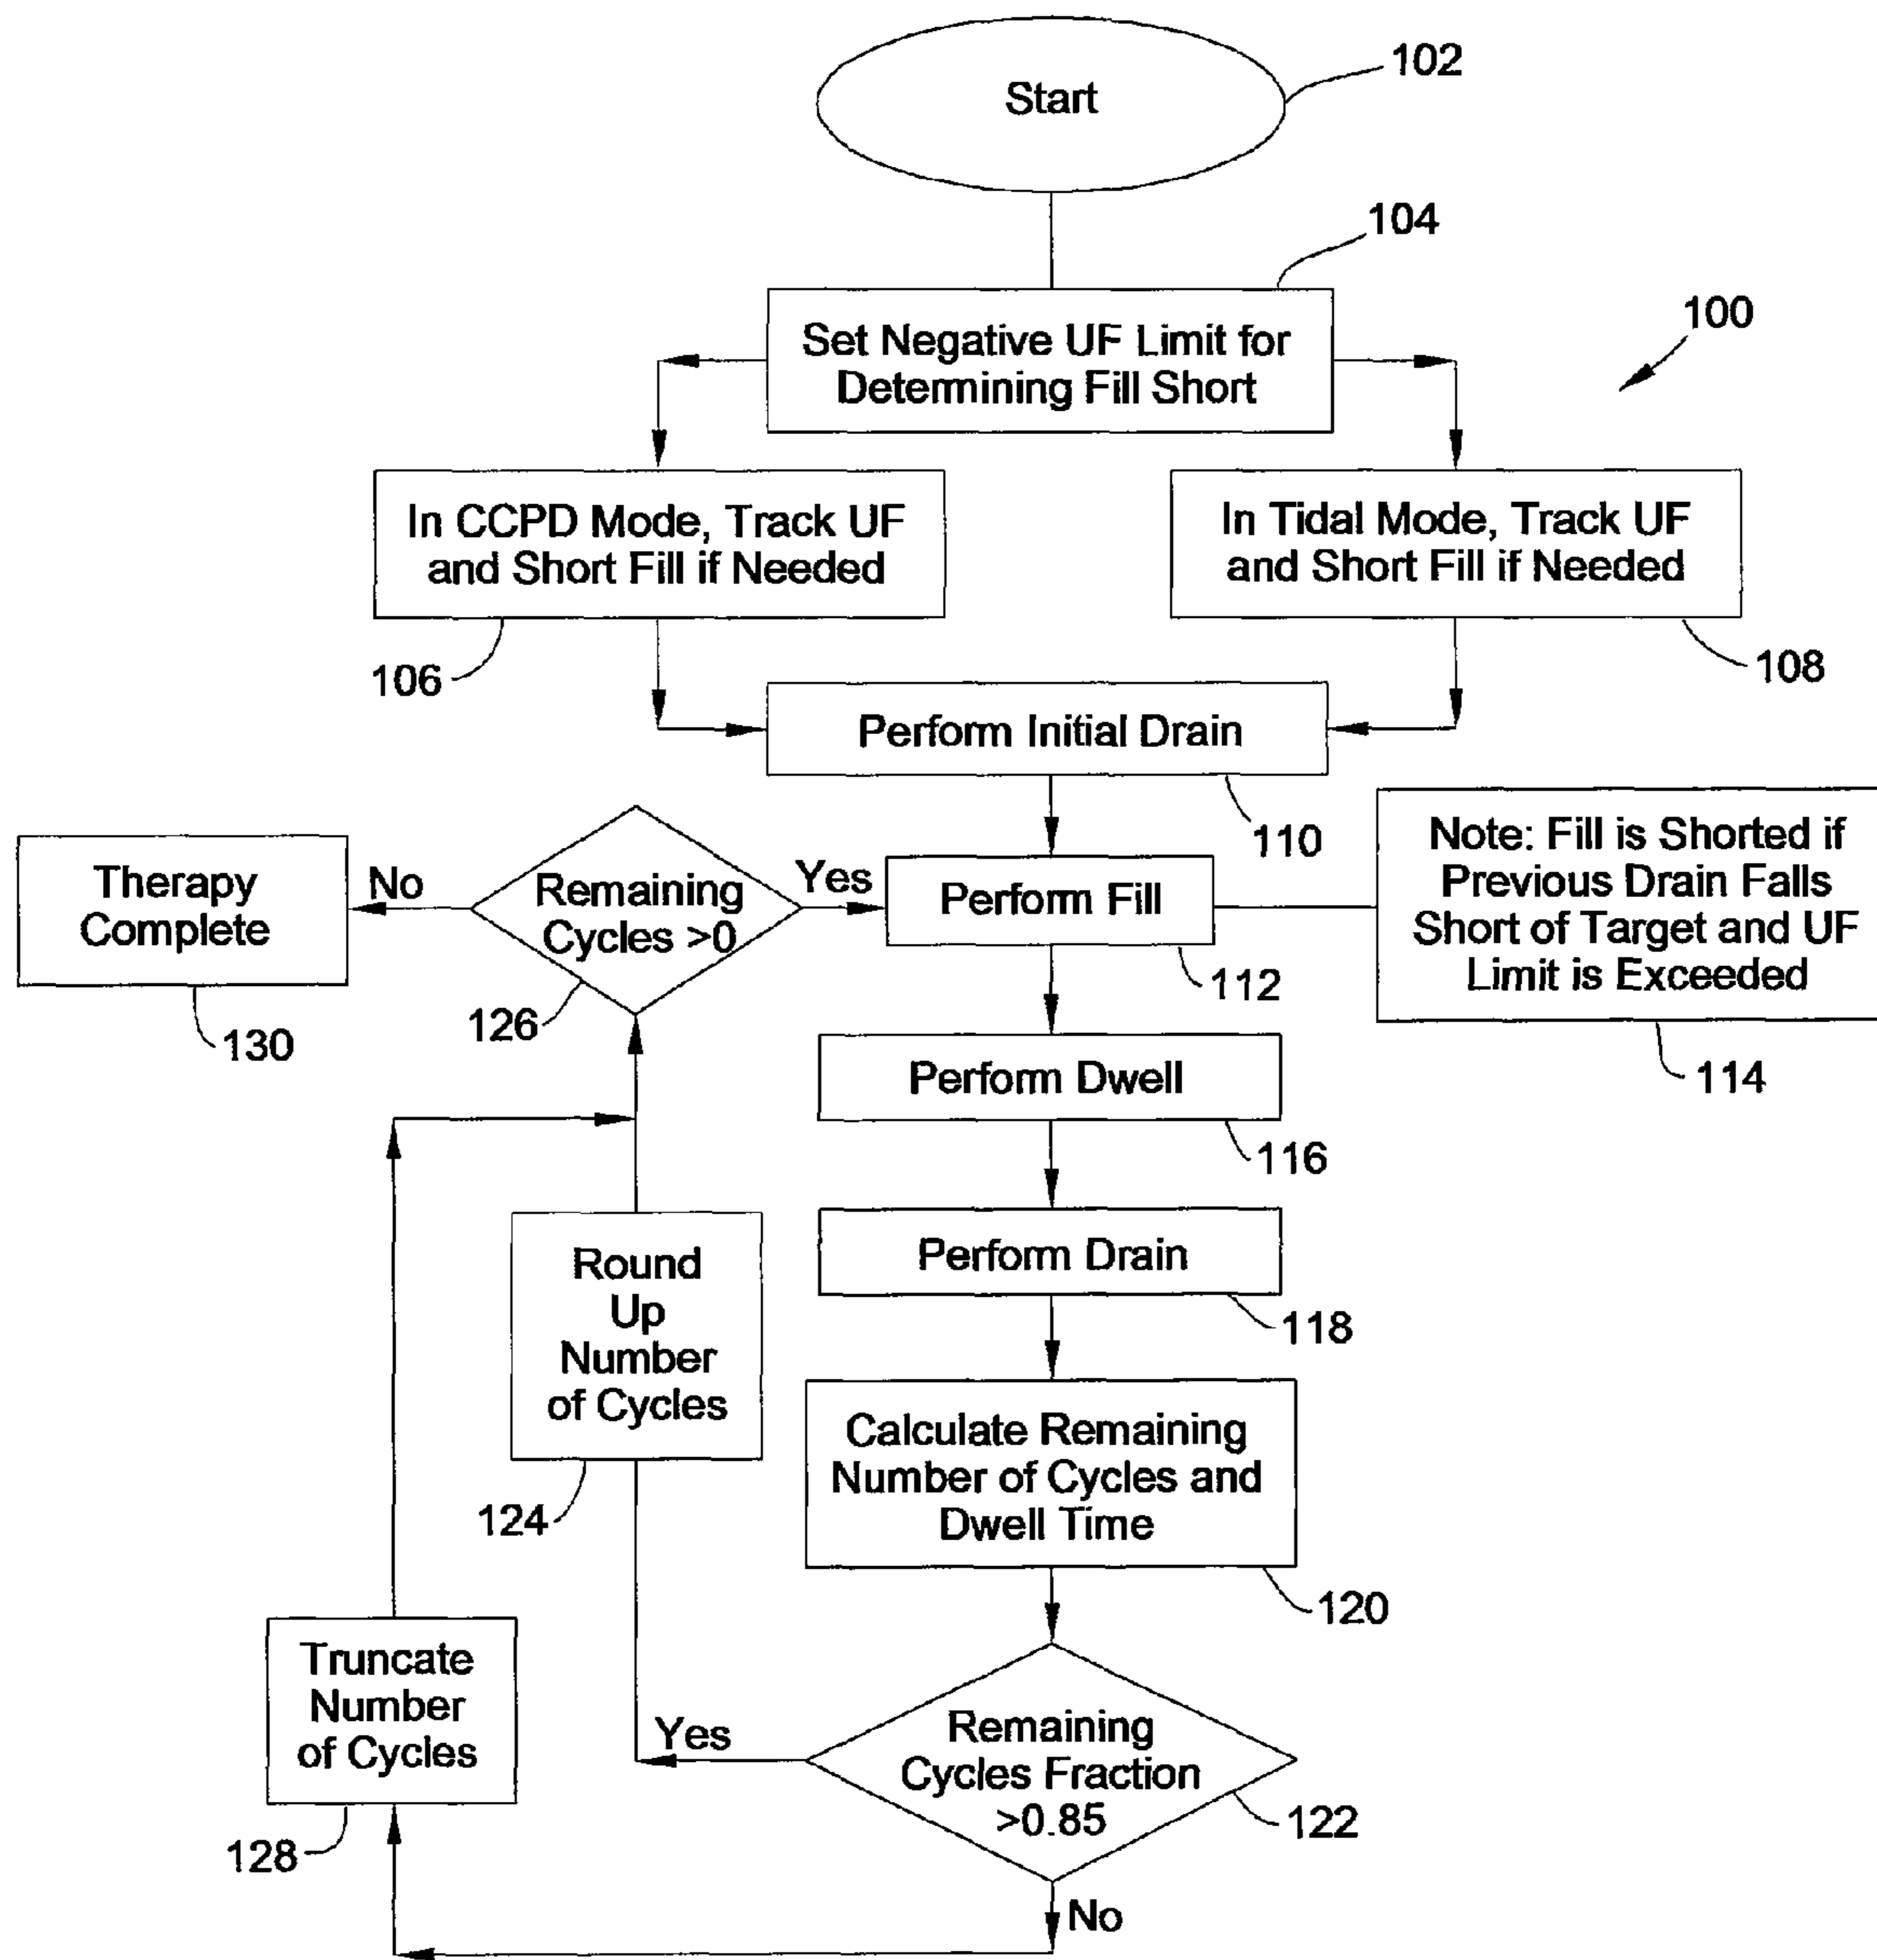 Start
102
104
Set Negative UF Limit for
Determining Fill Short
100
In CCPD Mode, Track UF
and Short Fill if Needed
106
In Tidal Mode, Track UF
and Short Fill if Needed
108
Perform Initial Drain
110
Therapy
Complete
130
No
Remaining
Cycles >0
126
Yes
Perform Fill
112
Note: Fill is Shorted if
Previous Drain Falls
Short of Target and UF
Limit is Exceeded
114
Perform Dwell
116
Perform Drain
118
Round
Up
Number
of Cycles
124
Calculate Remaining
Number of Cycles and
Dwell Time
120
Truncate
Number
of Cycles
128
Yes
Remaining
Cycles Fraction
>0.85
122
No